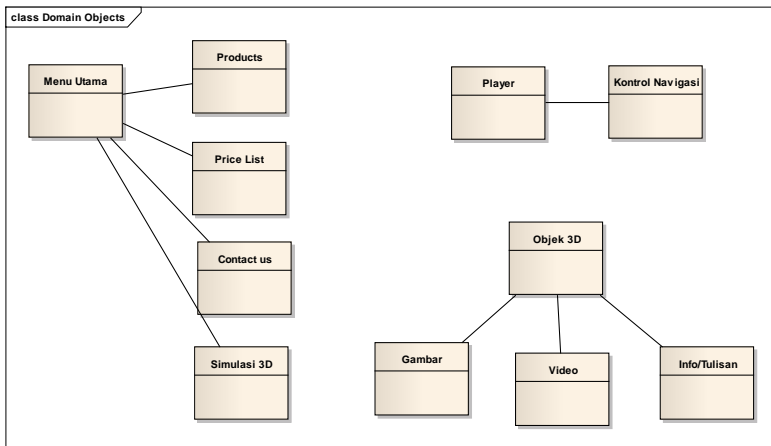 class Domain Objects
Menu Utama
Products
Price List
Contact us
Simulasi 3D
Player
Kontrol Navigasi
Objek 3D
Gambar
Video
Info/Tulisan